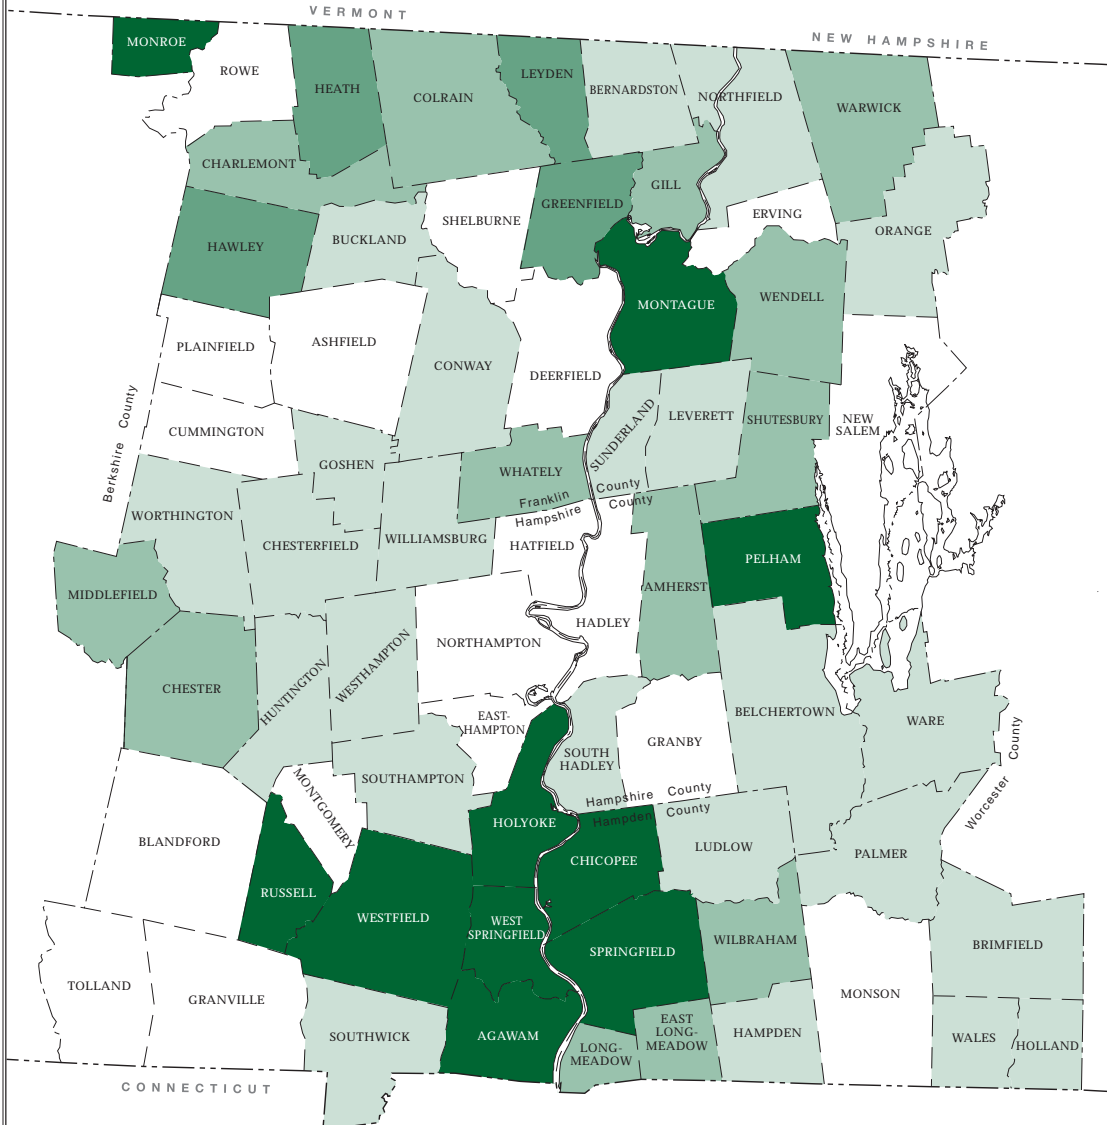 VERMONT
NEW HAMPSHIRE
MONROE
ROWE
HEATH
COLRAIN
LEYDEN
BERNARDSTON
NORTHFIELD
WARWICK
CHARLEMONT
GILL
SHELBURNE
GREENFIELD
ERVING
ORANGE
HAWLEY
BUCKLAND
MONTAGUE
WENDELL
PLAINFIELD
ASHFIELD
CONWAY
DEERFIELD
Berkshire County
CUMMINGTON
SUNDERLAND
LEVERETT
SHUTESBURY
NEW
SALEM
GOSHEN
WHATELY
Franklin County
Hampshire County
WORTHINGTON
CHESTERFIELD
WILLIAMSBURG
HATFIELD
PELHAM
MIDDLEFIELD
AMHERST
HADLEY
NORTHAMPTON
CHESTER
HUNTINGTON
WESTHAMPTON
EAST-
HAMPTON
BELCHERTOWN
WARE
SOUTH
HADLEY
GRANBY
SOUTHAMPTON
MONTGOMERY
Hampshire County
Hampden County
Worcester County
BLANDFORD
HOLYOKE
CHICOPEE
LUDLOW
PALMER
RUSSELL
WESTFIELD
WEST
SPRINGFIELD
SPRINGFIELD
WILBRAHAM
BRIMFIELD
TOLLAND
GRANVILLE
MONSON
SOUTHWICK
AGAWAM
LONG-
MEADOW
EAST
LONG-
MEADOW
HAMPDEN
WALES
HOLLAND
CONNECTICUT